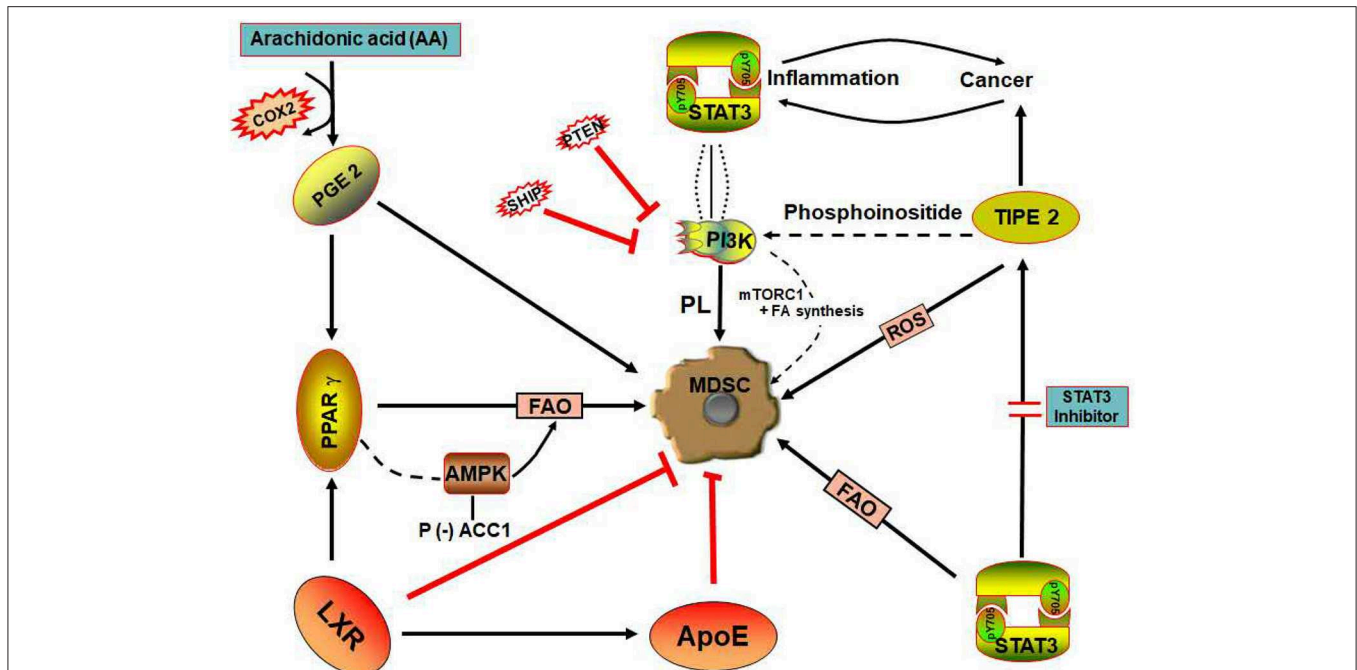 Arachidonic acid (AA)
COX2
PGE 2
PTEN
SHIP
pY705
pY705
STAT3
Inflammation
Cancer
PI3K
Phosphoinositide
TIPE 2
PL
mTORC1
+ FA synthesis
ROS
MDSC
PPAR γ
FAO
AMPK
P (-) ACC1
STAT3
Inhibitor
FAO
LXR
ApoE
pY705
pY705
STAT3